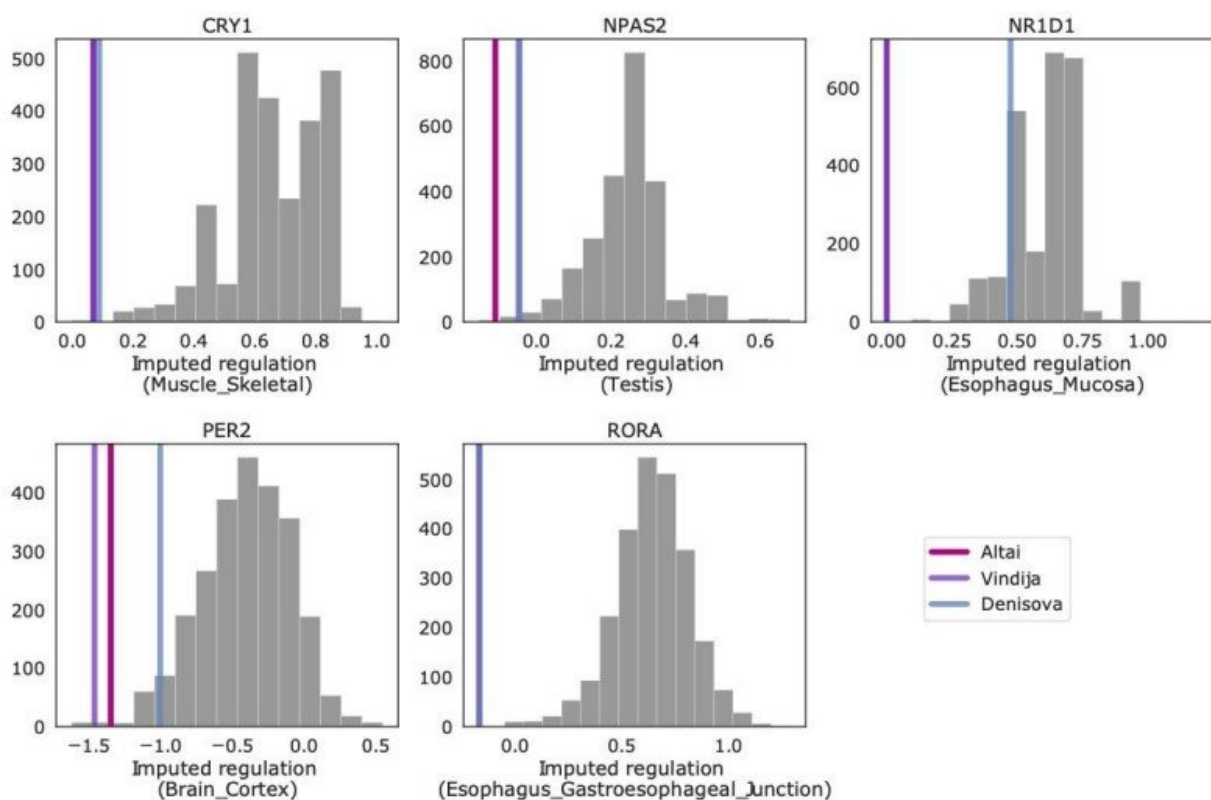 CRY1
500
400
300
200
100
0
0.0 0.2 0.4 0.6 0.8 1.0
Imputed regulation
(Muscle_Skeletal)
NPAS2
800
600
400
200
0
0.0 0.2 0.4 0.6
Imputed regulation
(Testis)
NR1D1
600
400
200
0
0.00 0.25 0.50 0.75 1.00
Imputed regulation
(Esophagus_Mucosa)
PER2
400
300
200
100
0
−1.5 −1.0 −0.5 0.0 0.5
Imputed regulation
(Brain_Cortex)
RORA
500
400
300
200
100
0
0.0 0.5 1.0
Imputed regulation
(Esophagus_Gastroesophageal_Junction)
Altai
Vindija
Denisova